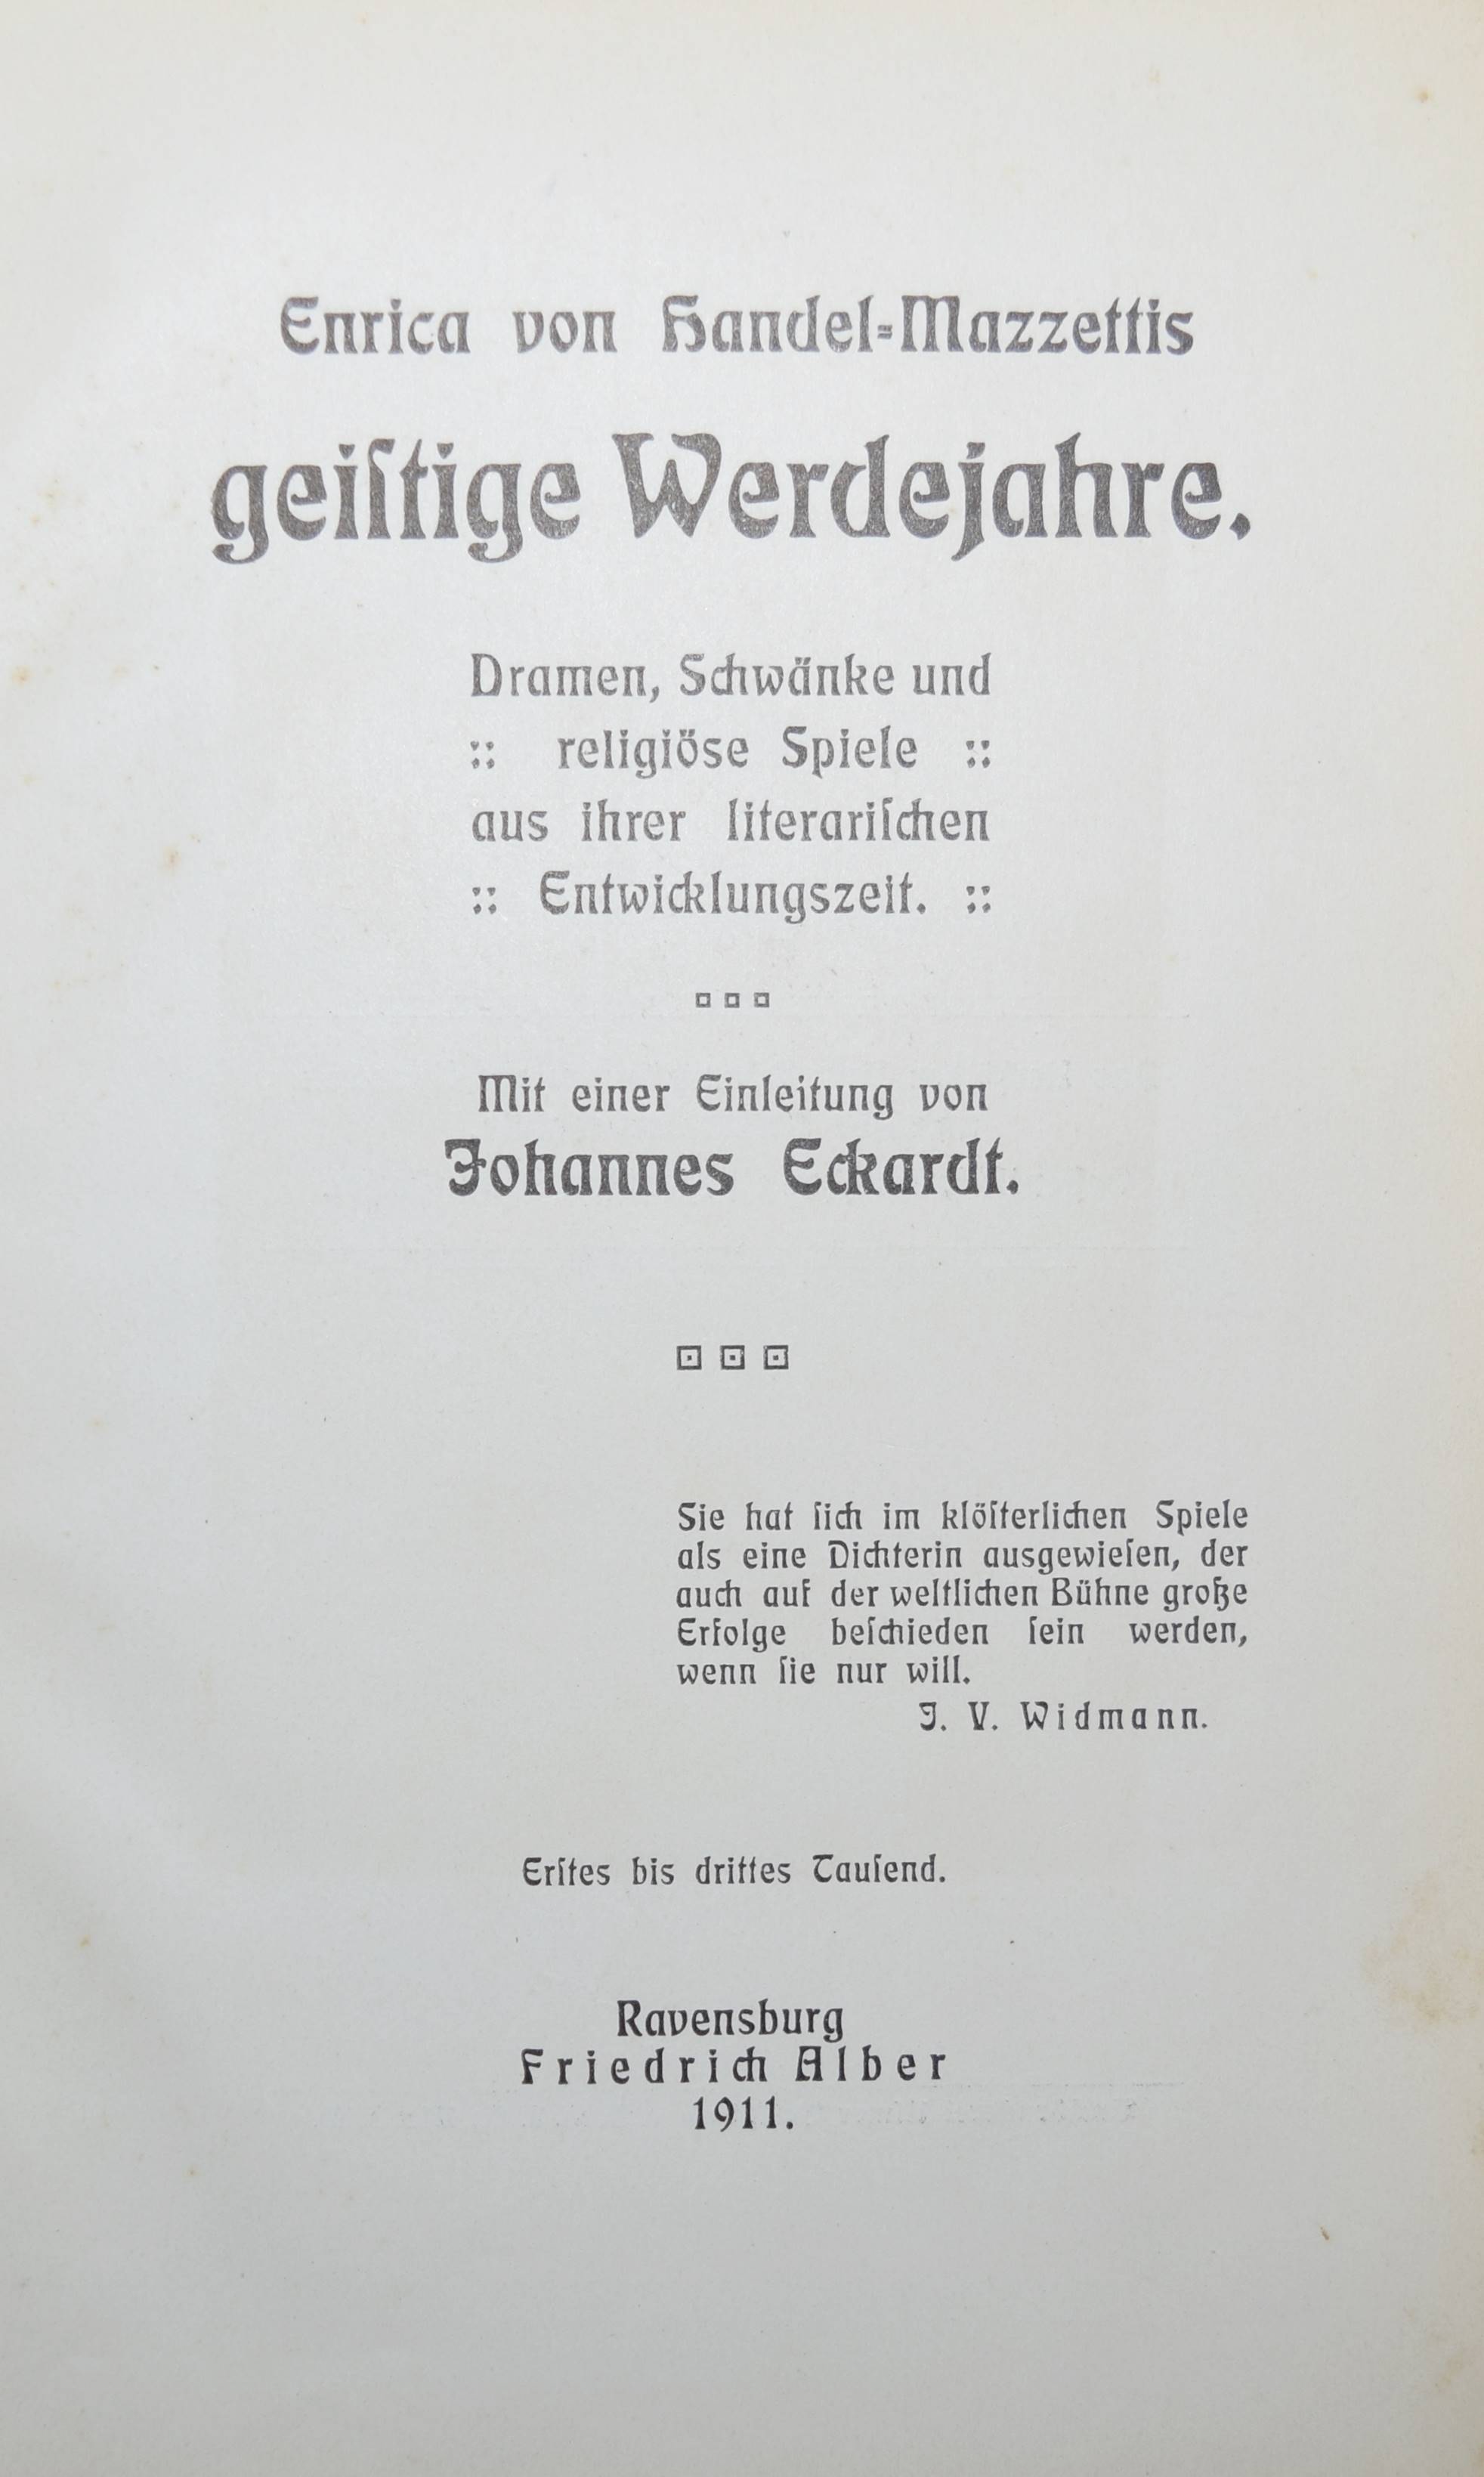 Enrica von Handel-Mazzettis
geiſtige Werdejahre.
Dramen, Schwänke und
:: religiöse Spiele ::
aus ihrer literariſchen
:: Entwicklungszeit. ::
Mit einer Einleitung von
Johannes Eckardt.
Sie hat ſich im klöſterlichen Spiele
als eine Dichterin ausgewieſen, der
auch auf der weltlichen Bühne große
Erfolge beſchieden ſein werden,
wenn ſie nur will.
J. V. Widmann.
Erſtes bis drittes Tauſend.
Ravensburg
Friedrich Alber
1911.